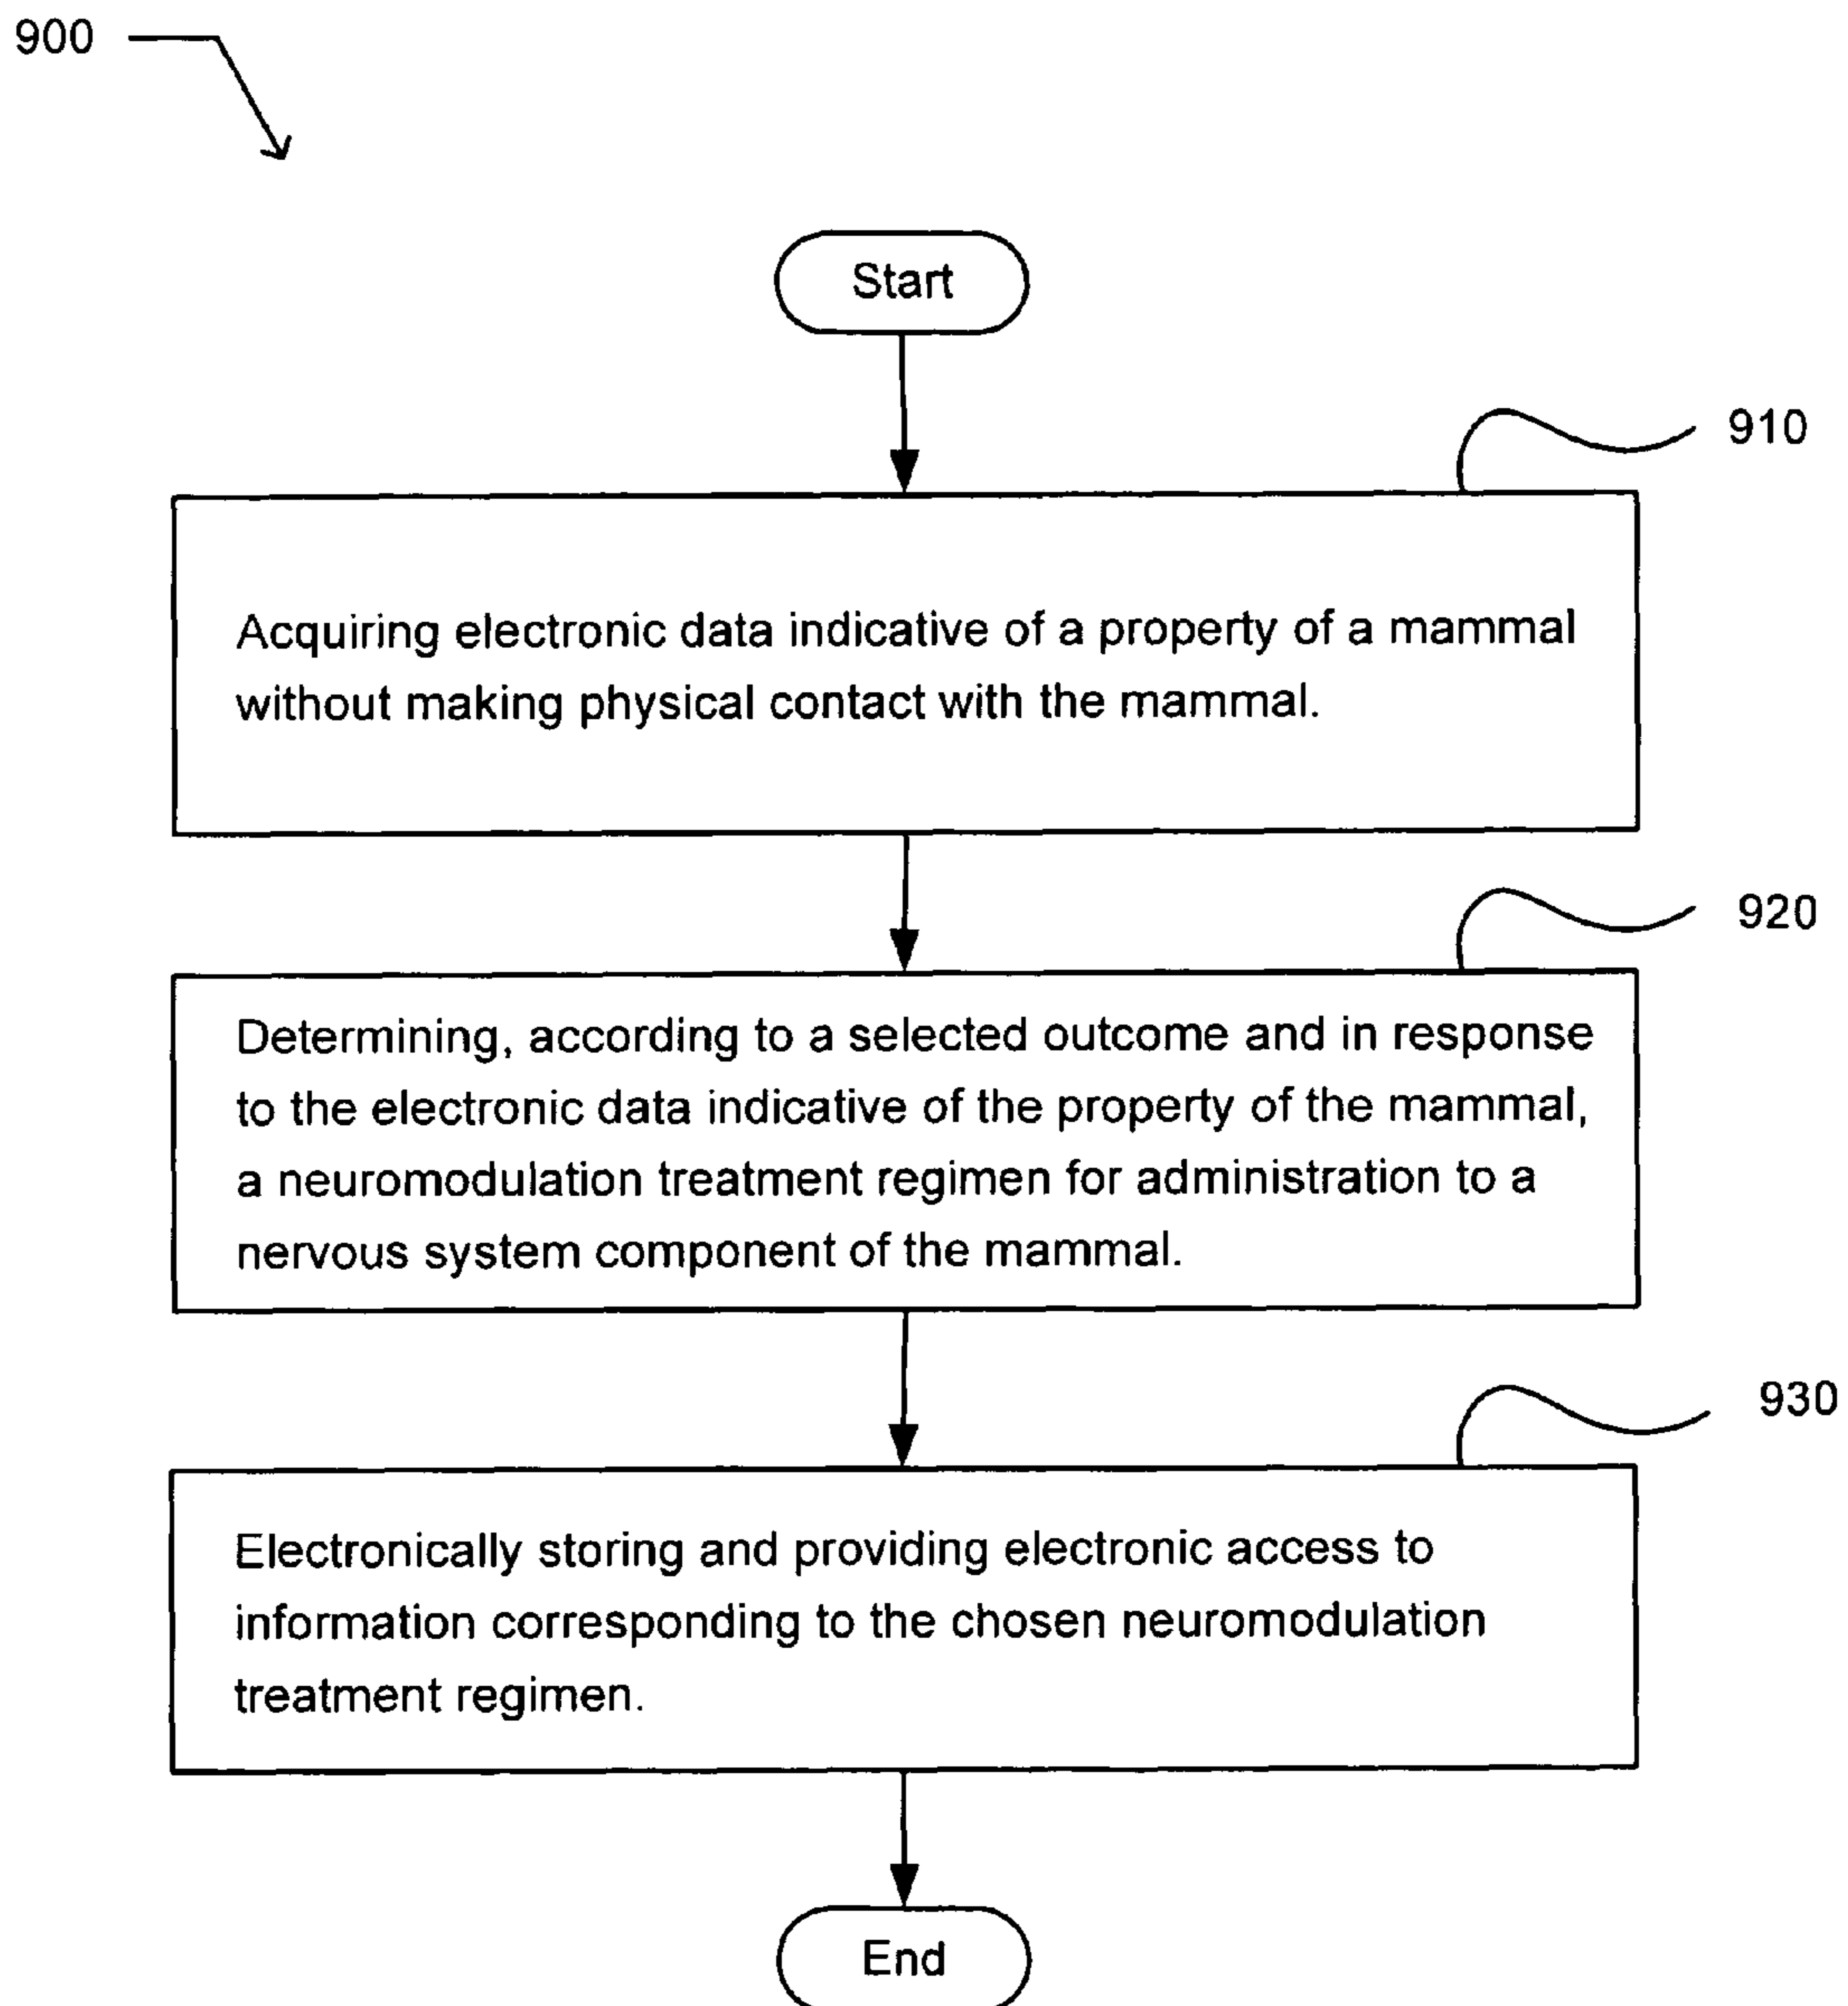 900
Start
910
Acquiring electronic data indicative of a property of a mammal
without making physical contact with the mammal.
920
Determining, according to a selected outcome and in response
to the electronic data indicative of the property of the mammal,
a neuromodulation treatment regimen for administration to a
nervous system component of the mammal.
930
Electronically storing and providing electronic access to
information corresponding to the chosen neuromodulation
treatment regimen.
End